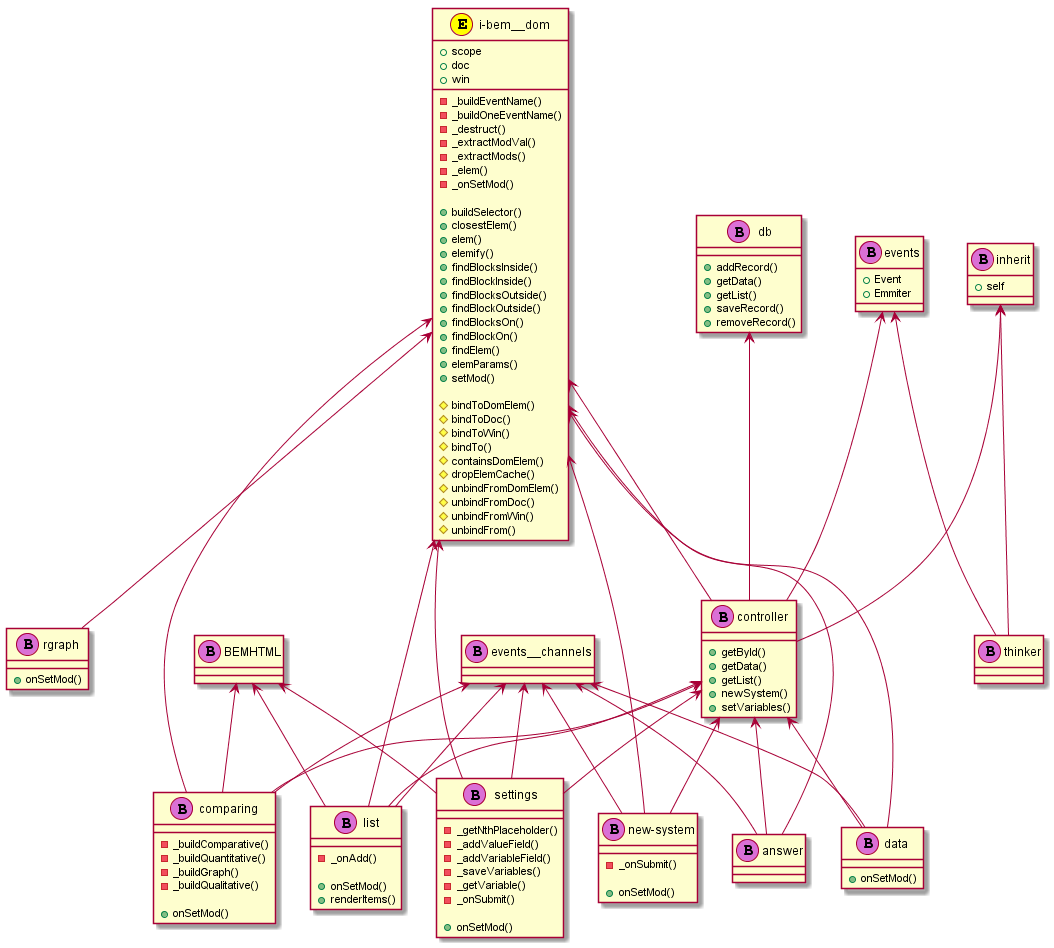 E i-bem__dom
scope
doc
win
_buildEventName()
_buildOneEventName()
_destruct()
_extractModVal()
_extractMods()
_elem()
_onSetMod()
buildSelector()
closestElem()
elem()
elemify()
findBlocksInside()
findBlockInside()
findBlocksOutside()
findBlockOutside()
findBlocksOn()
findBlockOn()
findElem()
elemParams()
setMod()
bindToDomElem()
bindToDoc()
bindToWin()
bindTo()
containsDomElem()
dropElemCache()
unbindFromDomElem()
unbindFromDoc()
unbindFromWin()
unbindFrom()
B db
addRecord()
getData()
getList()
saveRecord()
removeRecord()
B events
Event
Emmiter
B inherit
self
B rgraph
onSetMod()
B BEMHTML
B events__channels
B controller
getById()
getData()
getList()
newSystem()
setVariables()
B thinker
B comparing
_buildComparative()
_buildQuantitative()
_buildGraph()
_buildQualitative()
onSetMod()
B list
_onAdd()
onSetMod()
renderItems()
B settings
_getNthPlaceholder()
_addValueField()
_addVariableField()
_saveVariables()
_getVariable()
_onSubmit()
onSetMod()
B new-system
_onSubmit()
onSetMod()
B answer
B data
onSetMod()